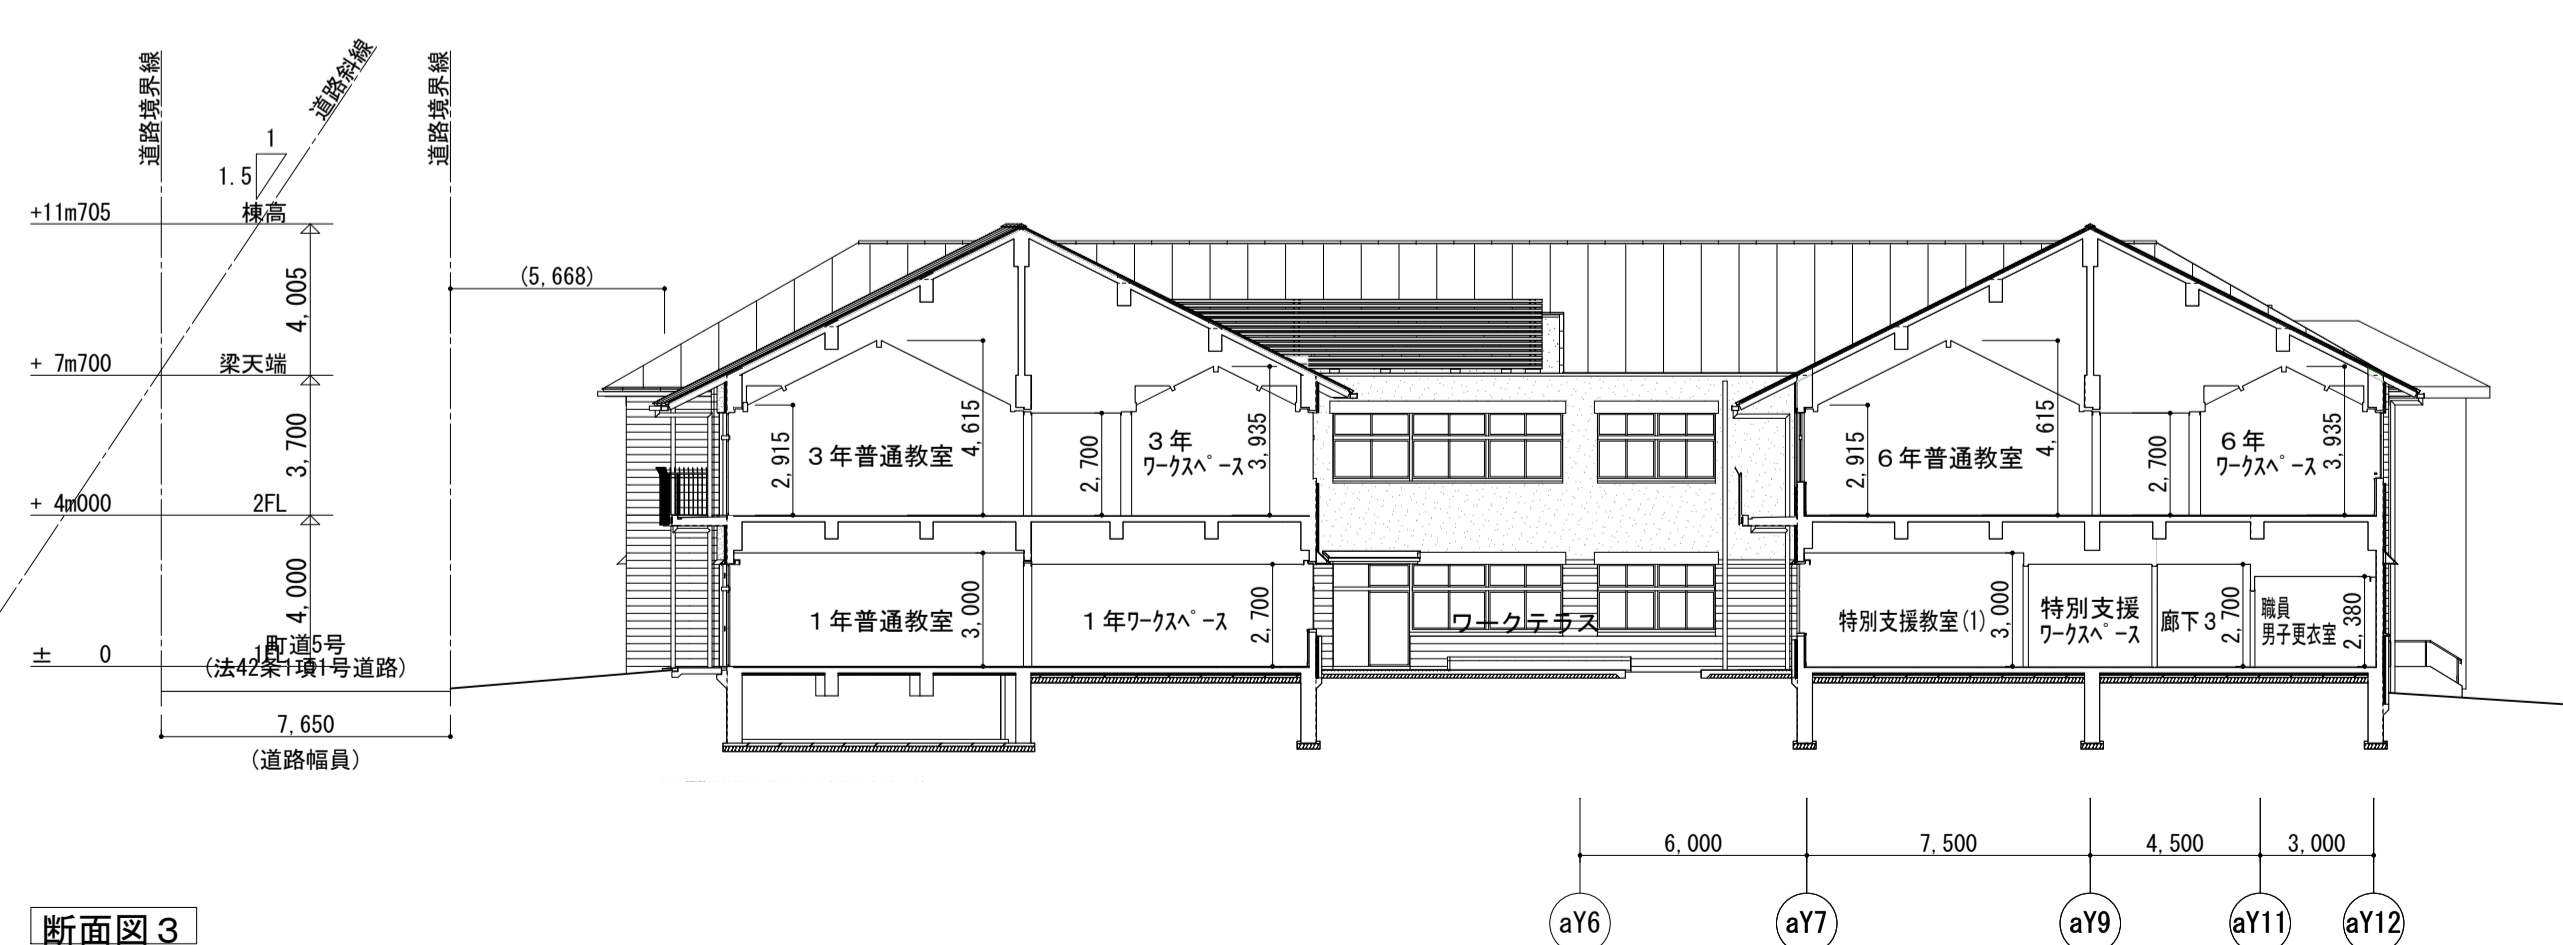 道路境界線
道路斜線
道路境界線
1
1.5
+11m705 棟高
4,005
(5,668)
+ 7m700 梁天端
3,700
+ 4m000 2FL
4,000
± 0
町道5号
(法42条1項1号道路)
7,650
(道路幅員)
2,915
3年普通教室
4,615
2,700
3年
ワークスペース
3,935
2,915
6年普通教室
4,615
2,700
6年
ワークスペース
3,935
1年普通教室
3,000
1年ワークスペース
2,700
ワークテラス
特別支援教室(1)
3,000
特別支援
ワークスペース
廊下3
2,700
職員
男子更衣室
2,380
6,000 7,500 4,500 3,000
aY6 aY7 aY9 aY11 aY12
断面図3